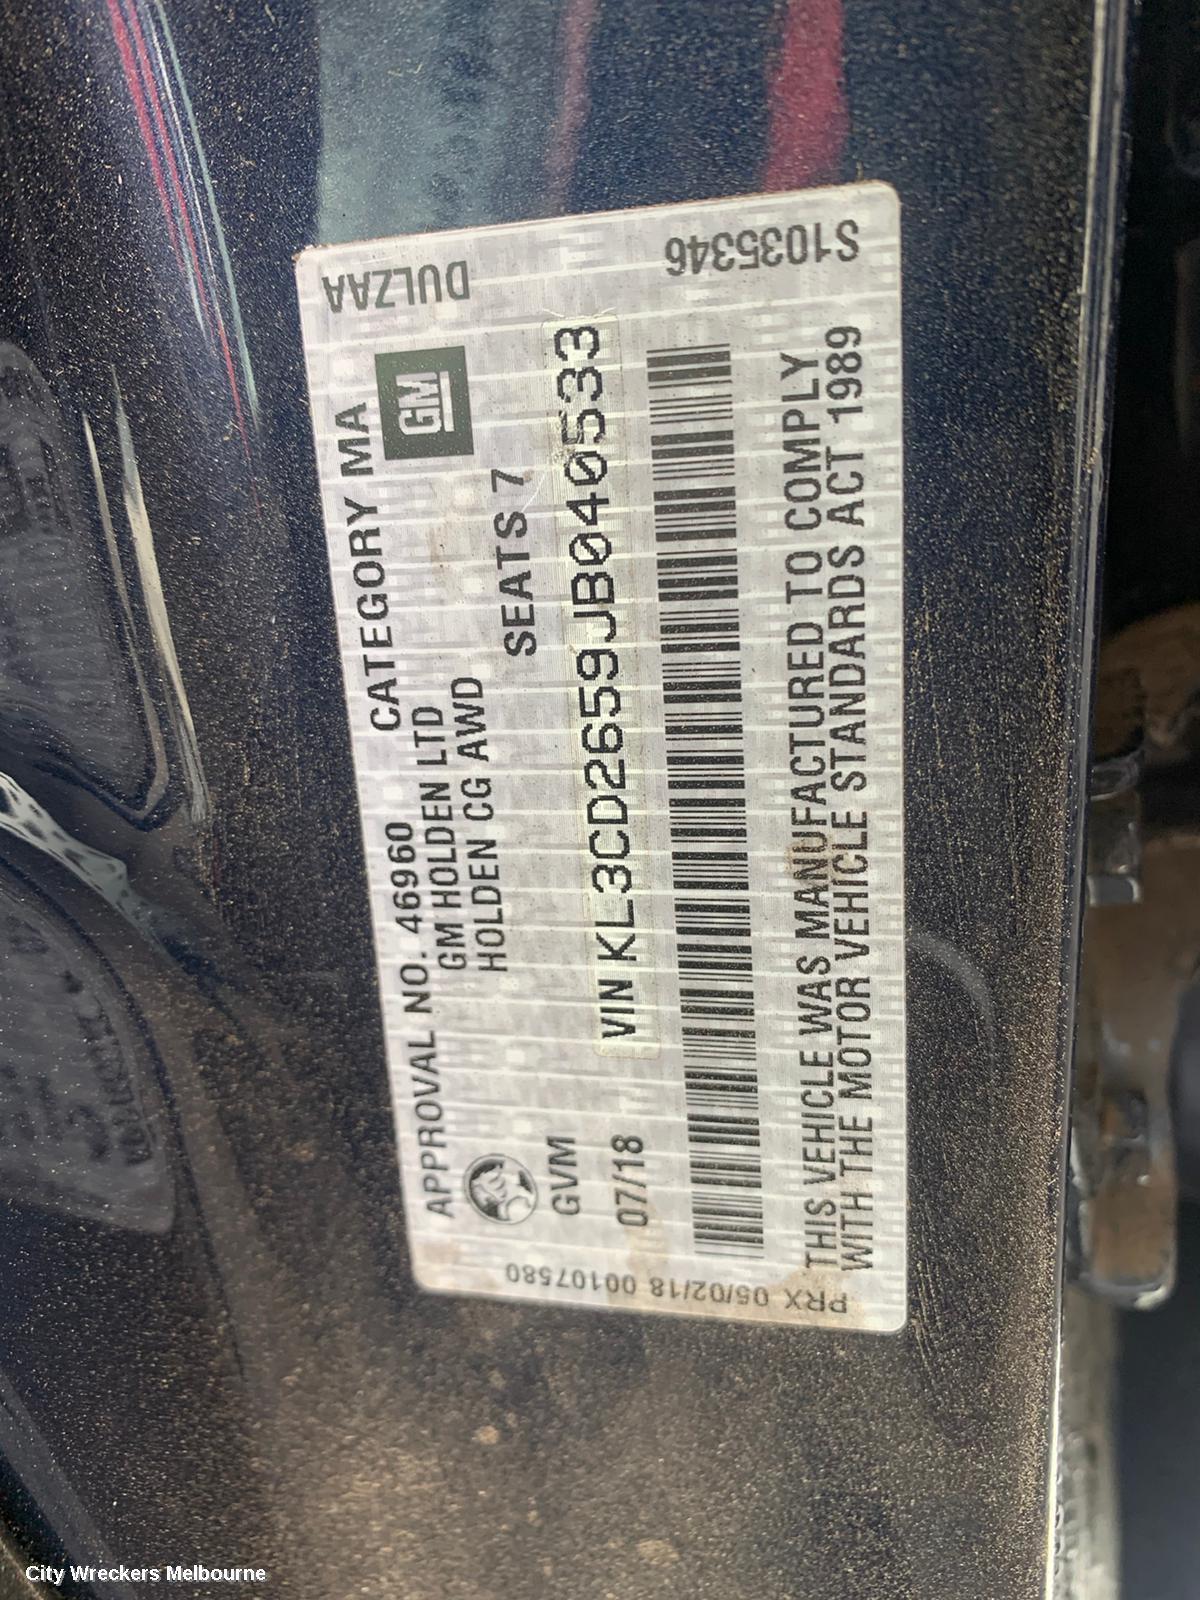 APPROVAL NO. 46960 CATEGORY MA
GM HOLDEN LTD
HOLDEN CG AWD
GM
SEATS 7
GVM
VIN KL3CD2659JB040533
07/18
THIS VEHICLE WAS MANUFACTURED TO COMPLY
WITH THE MOTOR VEHICLE STANDARDS ACT 1989
DULZAA
S1035346
PRX 05/02/18 00107580
City Wreckers Melbourne